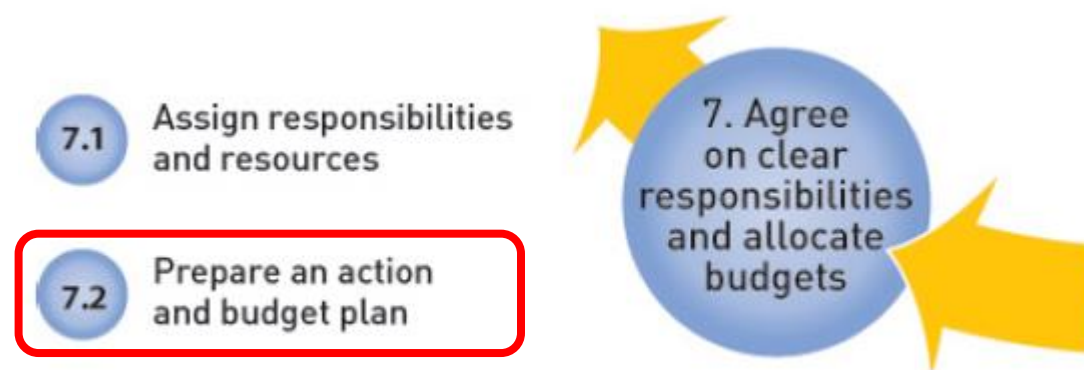 7.1
Assign responsibilities
and resources
7.2
Prepare an action
and budget plan
7. Agree
on clear
responsibilities
and allocate
budgets